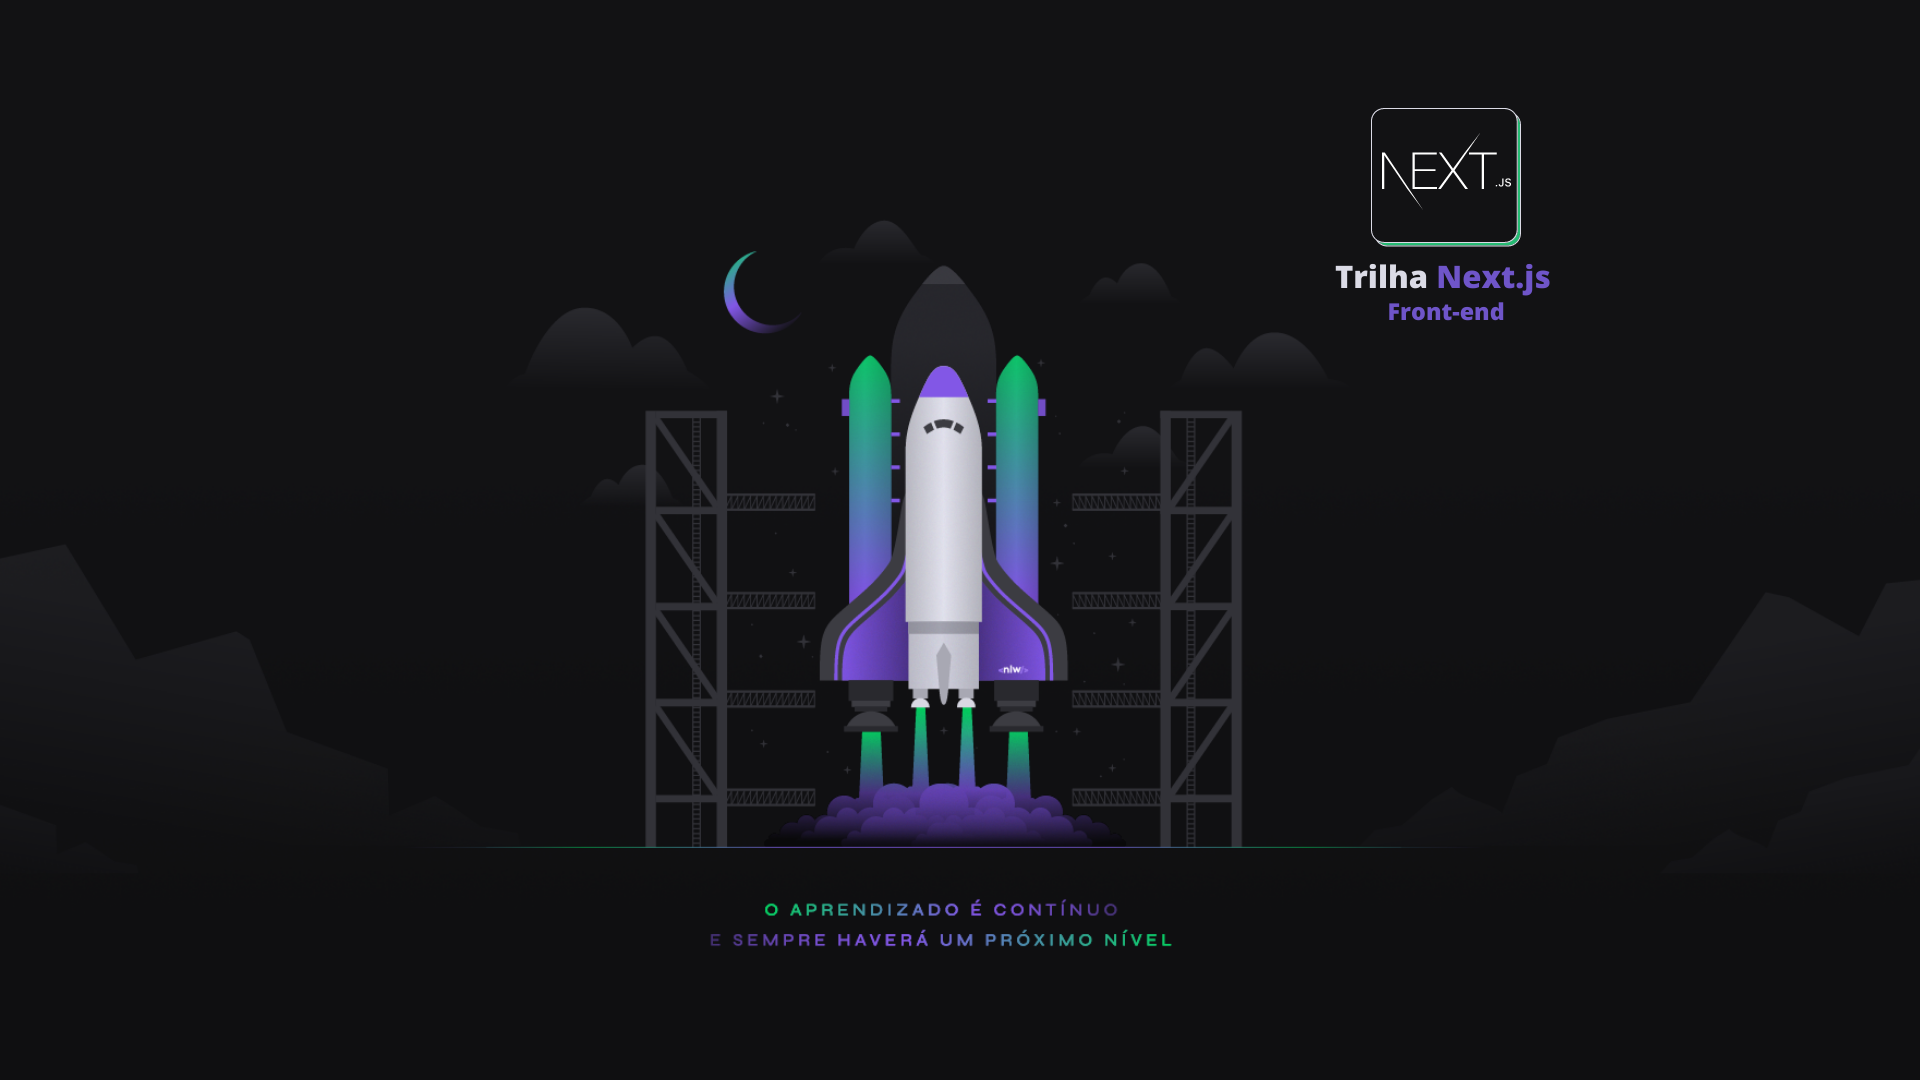 NEXT.JS
Trilha Next.js
Front-end
<nlw/>
O APRENDIZADO É CONTÍNUO
E SEMPRE HAVERÁ UM PRÓXIMO NÍVEL